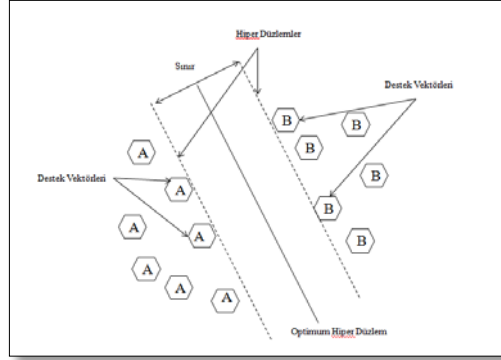 Hiper Düzlemler
Sınır
Destek Vektörleri
B
B
B
A
B
Destek Vektörleri
A
B
A
A
B
A
A
A
Optimum Hiper Düzlem